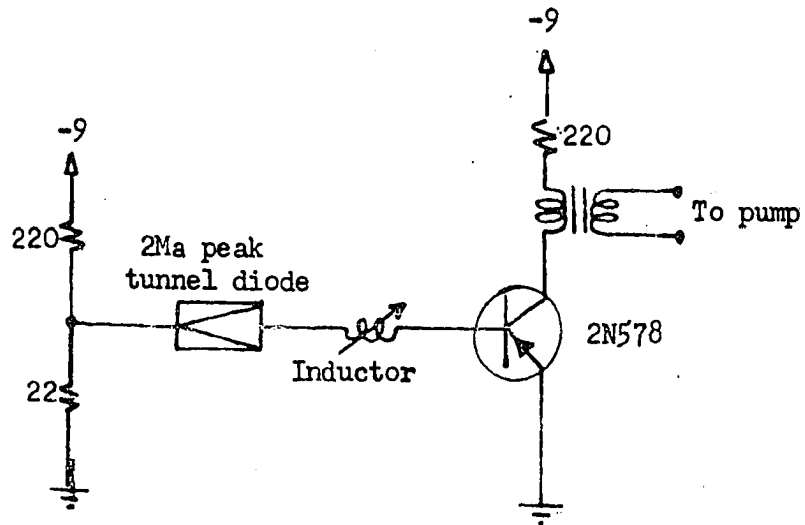 -9
-9
220
220
To pump
2Ma peak
tunnel diode
2N578
Inductor
22